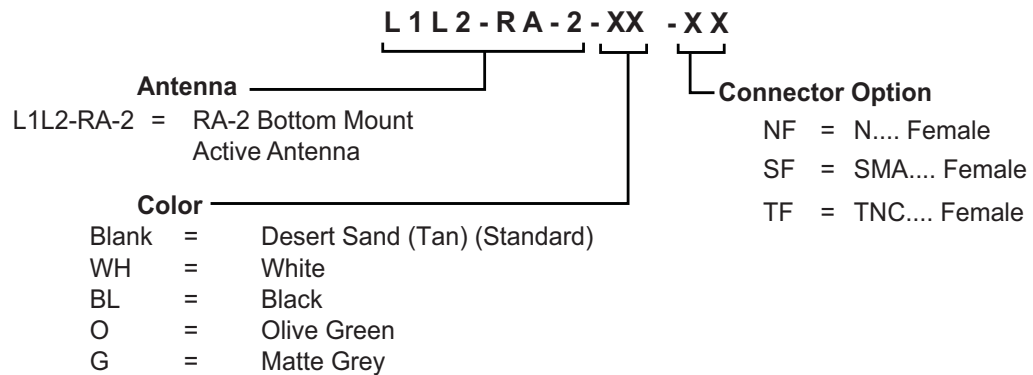 L1L2-RA-2-XX -XX
Antenna
L1L2-RA-2 = RA-2 Bottom Mount
Active Antenna
Color
Blank = Desert Sand (Tan) (Standard)
WH = White
BL = Black
O = Olive Green
G = Matte Grey
Connector Option
NF = N.... Female
SF = SMA.... Female
TF = TNC.... Female